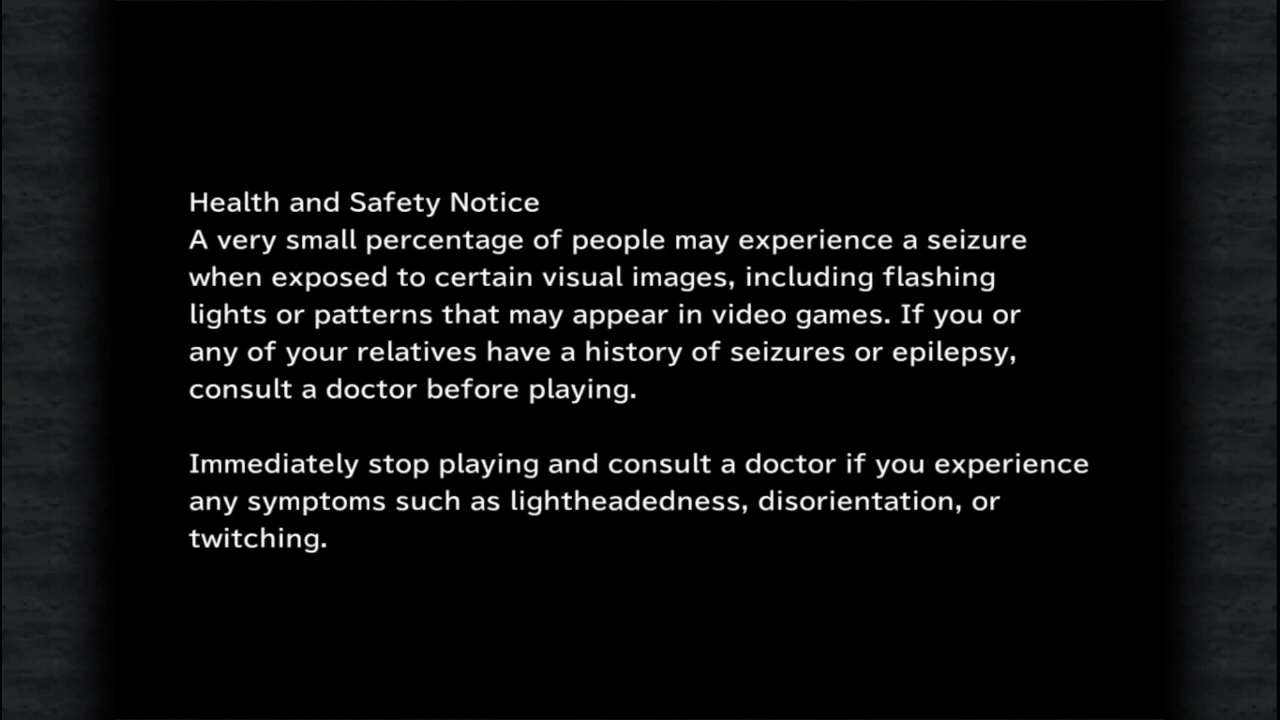 Health and Safety Notice
A very small percentage of people may experience a seizure
when exposed to certain visual images, including flashing
lights or patterns that may appear in video games. If you or
any of your relatives have a history of seizures or epilepsy,
consult a doctor before playing.
Immediately stop playing and consult a doctor if you experience
any symptoms such as lightheadedness, disorientation, or
twitching.